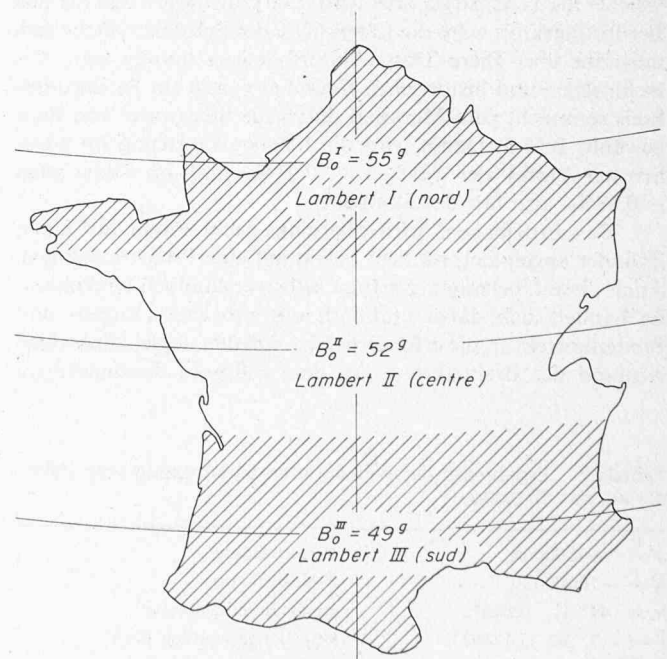 B₀ᴵ = 55ᵍ
Lambert I (nord)
B₀ᴵᴵ = 52ᵍ
Lambert II (centre)
B₀ᴵᴵᴵ = 49ᵍ
Lambert III (sud)